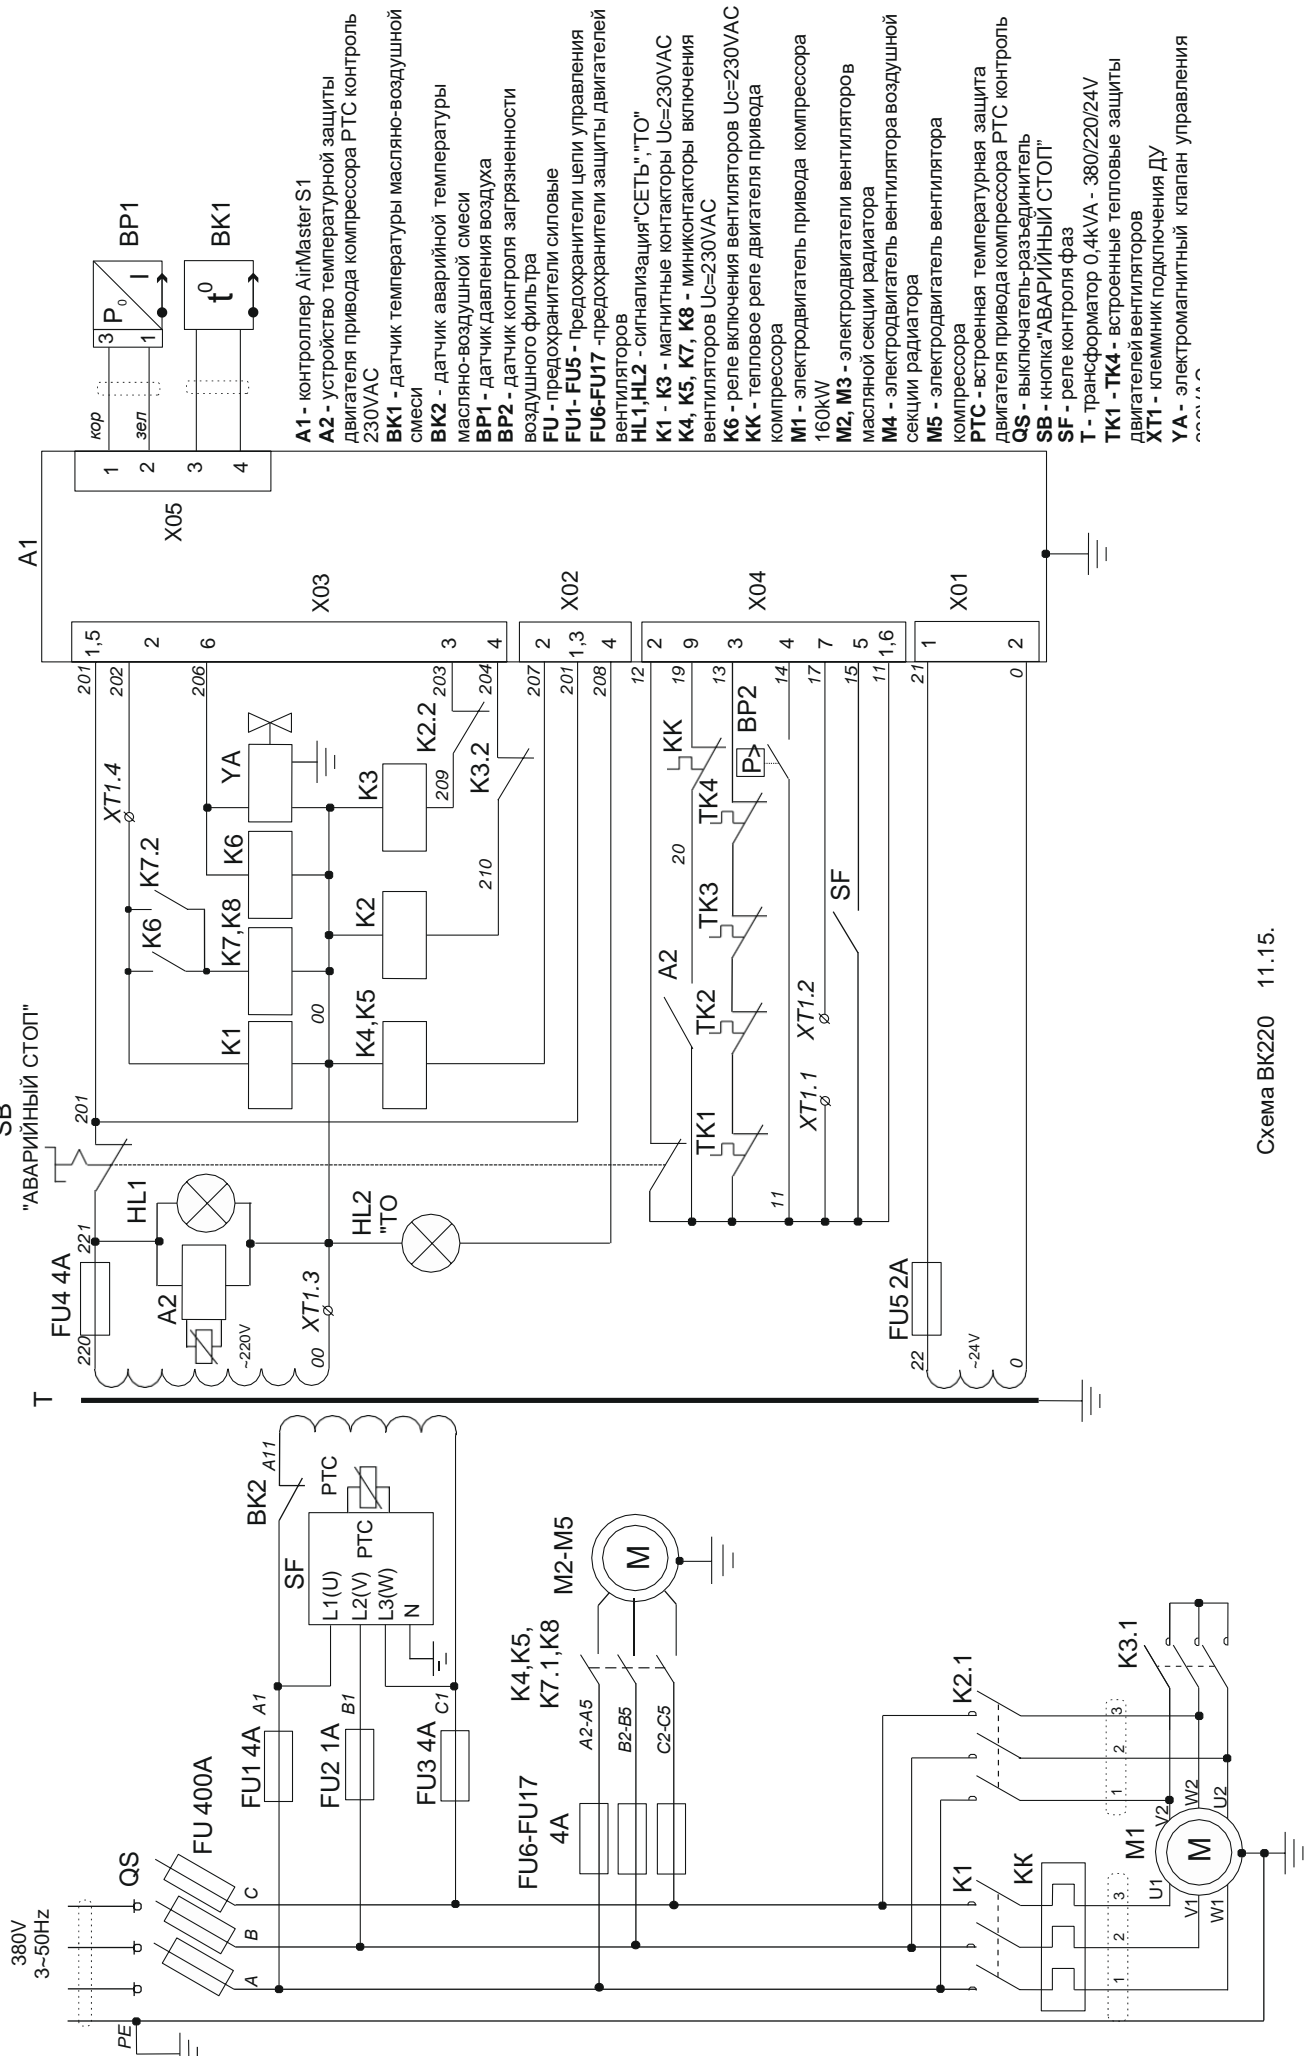 SB
"АВАРИЙНЫЙ СТОП"
A1
380V
3~50Hz
PE
QS
FU 400A
A
B
C
FU1 4A
A1
FU2 1A
B1
FU3 4A
C1
SF
L1(U)
L2(V)
L3(W)
N
PTC
PTC
BK2
A11
T
FU4 4A
220
221
A2
HL1
~220V
00
XT1.3
HL2
"ТО
201
K1
K6
K7.2
K7,K8
K6
YA
XT1.4
00
K4,K5
K2
K3
209
210
K2.2
K3.2
201
202
206
203
204
207
201
208
1,5
2
6
3
4
X03
2
1,3
4
X02
12
19
13
14
17
15
11
2
9
3
4
7
5
1,6
X04
21
0
1
2
X01
1
2
3
4
X05
кор
зел
3
1
P0
I
BP1
t0
BK1
A2
20
KK
TK1
TK2
TK3
TK4
P>
BP2
11
XT1.1
XT1.2
SF
FU5 2A
22
~24V
0
FU6-FU17
4A
A2-A5
B2-B5
C2-C5
K4,K5,
K7.1,K8
M2-M5
M
K1
KK
1
2
3
K2.1
1
2
3
K3.1
M1
M
U1
V1
W1
V2
W2
U2
A1 - контроллер AirMaster S1
A2 - устройство температурной защиты
двигателя привода компрессора PTC контроль
230VAC
BK1 - датчик температуры масляно-воздушной
смеси
BK2 - датчик аварийной температуры
масляно-воздушной смеси
BP1 - датчик давления воздуха
BP2 - датчик контроля загрязненности
воздушного фильтра
FU - предохранители силовые
FU1- FU5 - Предохранители цепи управления
FU6-FU17 -предохранители защиты двигателей
вентиляторов
HL1,HL2 - сигнализация"СЕТЬ","ТО"
K1 - K3 - магнитные контакторы Uc=230VAC
K4, K5, K7, K8 - миниконтакторы включения
вентиляторов Uc=230VAC
K6 - реле включения вентиляторов Uc=230VAC
KK - тепловое реле двигателя привода
компрессора
M1 - электродвигатель привода компрессора
160kW
M2, M3 - электродвигатели вентиляторов
масляной секции радиатора
M4 - электродвигатель вентилятора воздушной
секции радиатора
M5 - электродвигатель вентилятора
компрессора
PTC - встроенная температурная защита
двигателя привода компрессора PTC контроль
QS - выключатель-разъединитель
SB - кнопка"АВАРИЙНЫЙ СТОП"
SF - реле контроля фаз
T - трансформатор 0,4kVA - 380/220/24V
TK1 -TK4 - встроенные тепловые защиты
двигателей вентиляторов
XT1 - клеммник подключения ДУ
YA - электромагнитный клапан управления
Схема BK220 11.15.